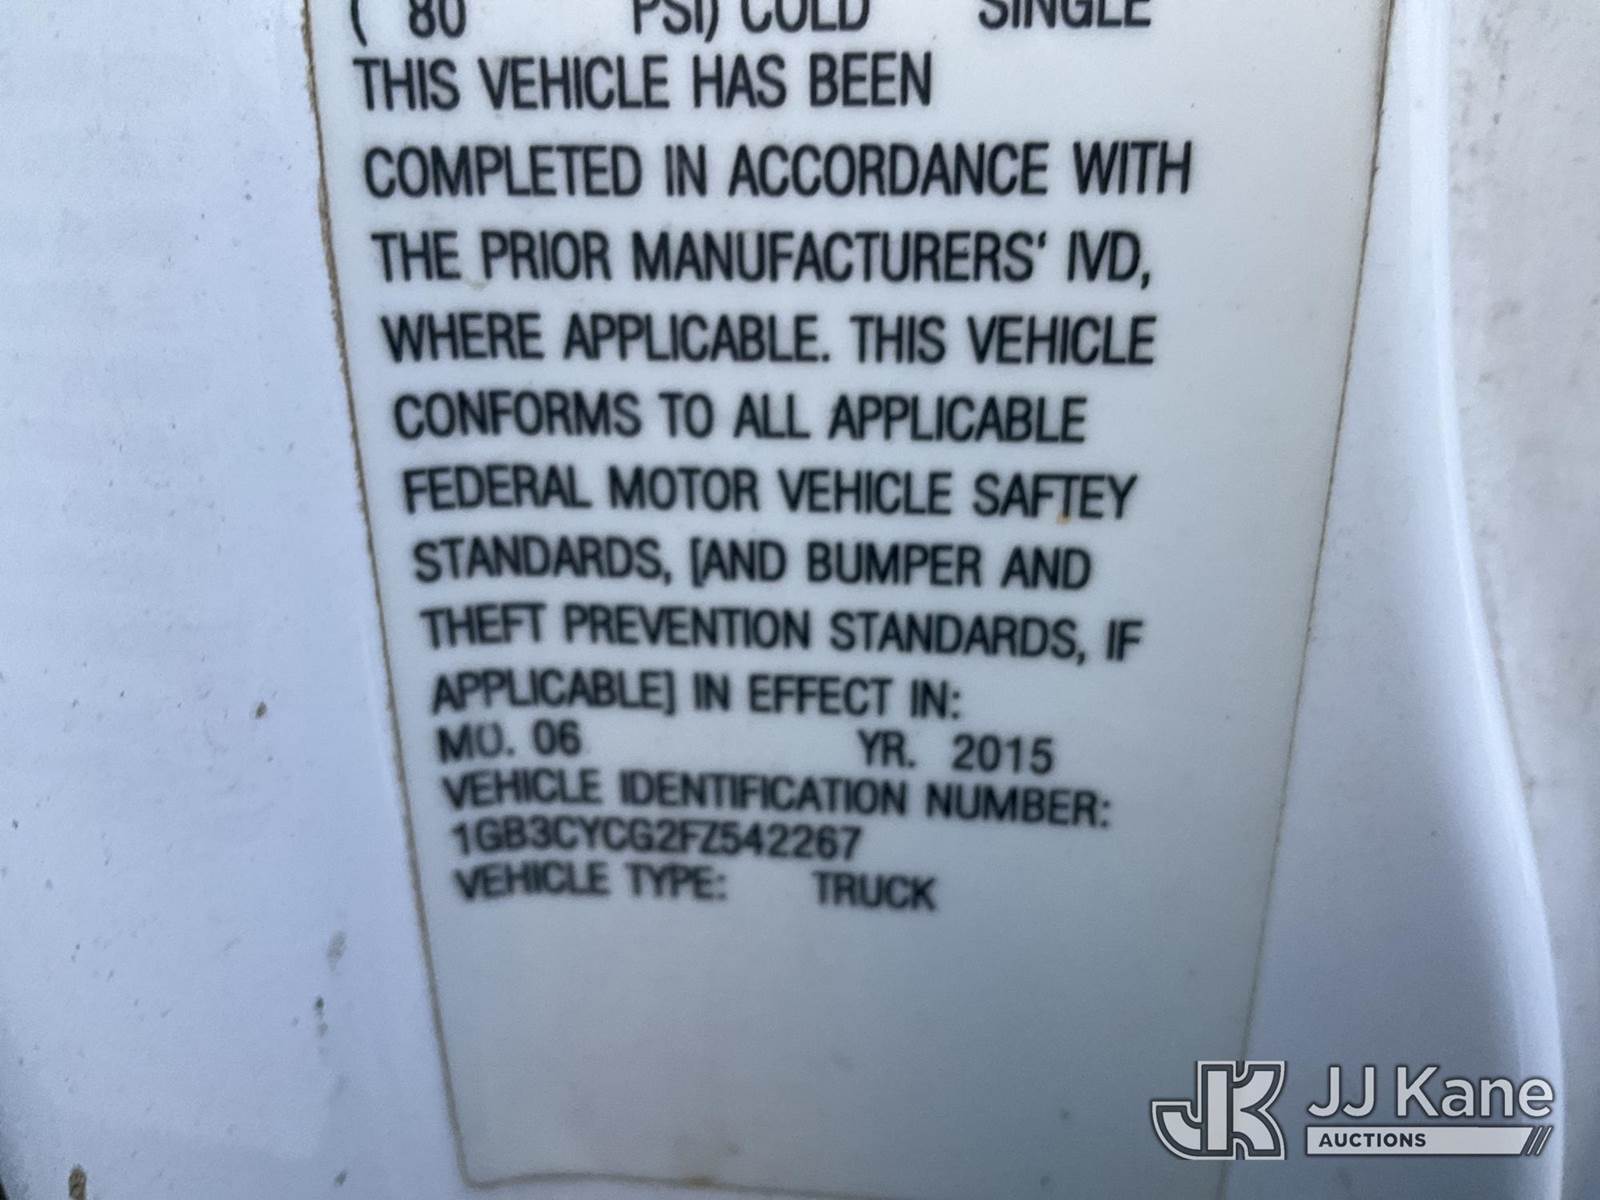 ( 80 PSI) COLD SINGLE
THIS VEHICLE HAS BEEN
COMPLETED IN ACCORDANCE WITH
THE PRIOR MANUFACTURERS‘ IVD,
WHERE APPLICABLE. THIS VEHICLE
CONFORMS TO ALL APPLICABLE
FEDERAL MOTOR VEHICLE SAFTEY
STANDARDS, [AND BUMPER AND
THEFT PREVENTION STANDARDS, IF
APPLICABLE] IN EFFECT IN:
MO. 06 YR. 2015
VEHICLE IDENTIFICATION NUMBER:
1GB3CYCG2FZ542267
VEHICLE TYPE: TRUCK
JK JJ Kane
AUCTIONS